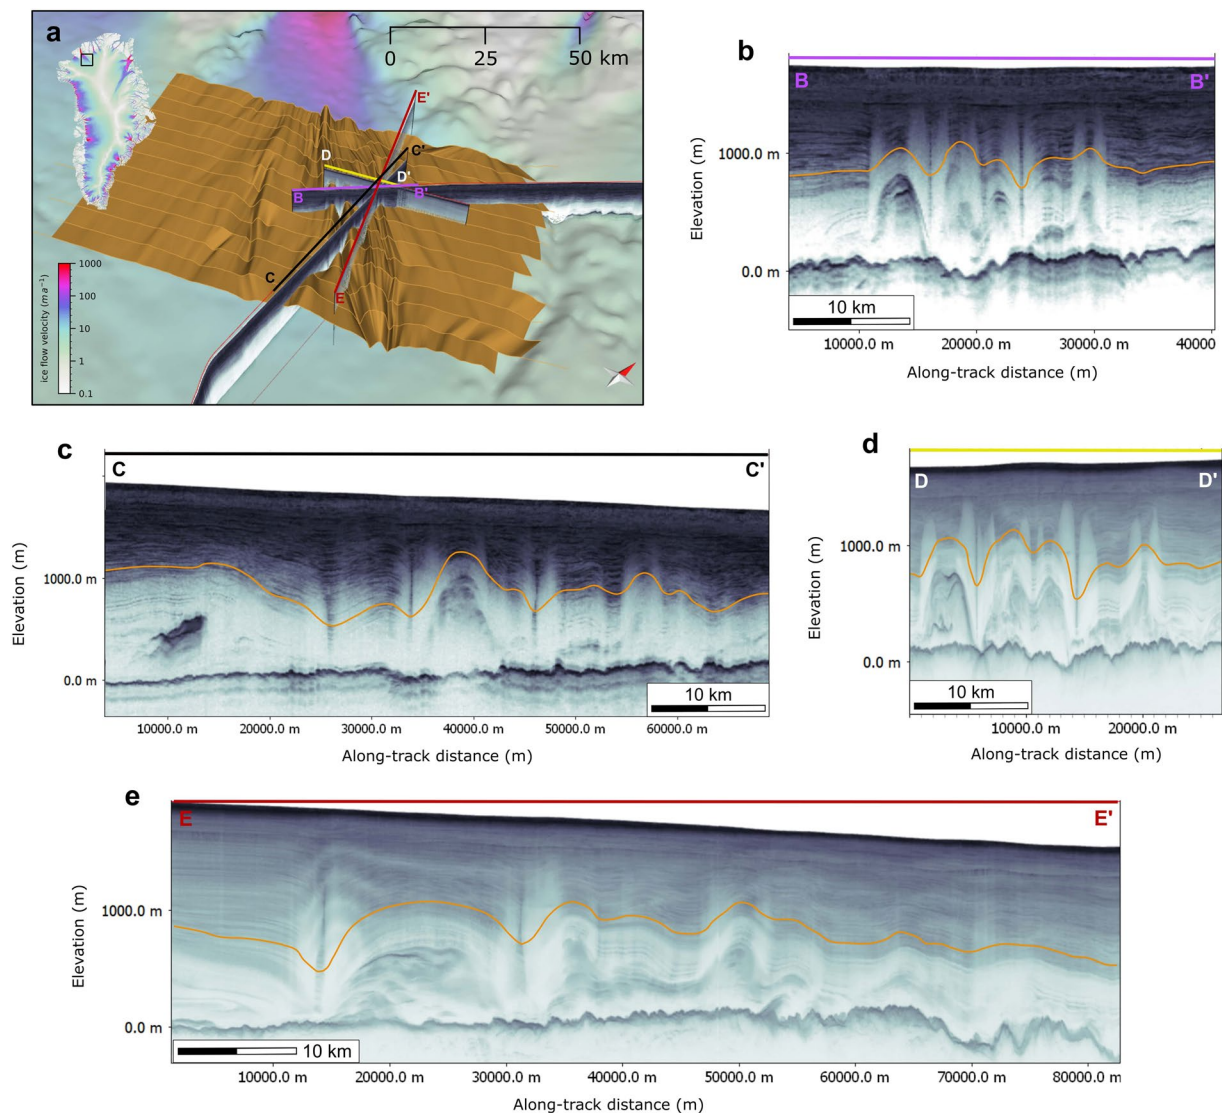 a
0 25 50 km
E'
C'
D
D'
B
B'
C
E
ice flow velocity (m a⁻¹)
1000
100
10
1
0.1
b
B B'
Elevation (m)
1000.0 m
0.0 m
10 km
10000.0 m 20000.0 m 30000.0 m 40000
Along-track distance (m)
c
C C'
Elevation (m)
1000.0 m
0.0 m
10 km
10000.0 m 20000.0 m 30000.0 m 40000.0 m 50000.0 m 60000.0 m
Along-track distance (m)
d
D D'
Elevation (m)
1000.0 m
0.0 m
10 km
10000.0 m 20000.0 m
Along-track distance (m)
e
E E'
Elevation (m)
1000.0 m
0.0 m
10 km
10000.0 m 20000.0 m 30000.0 m 40000.0 m 50000.0 m 60000.0 m 70000.0 m 80000.0 m
Along-track distance (m)